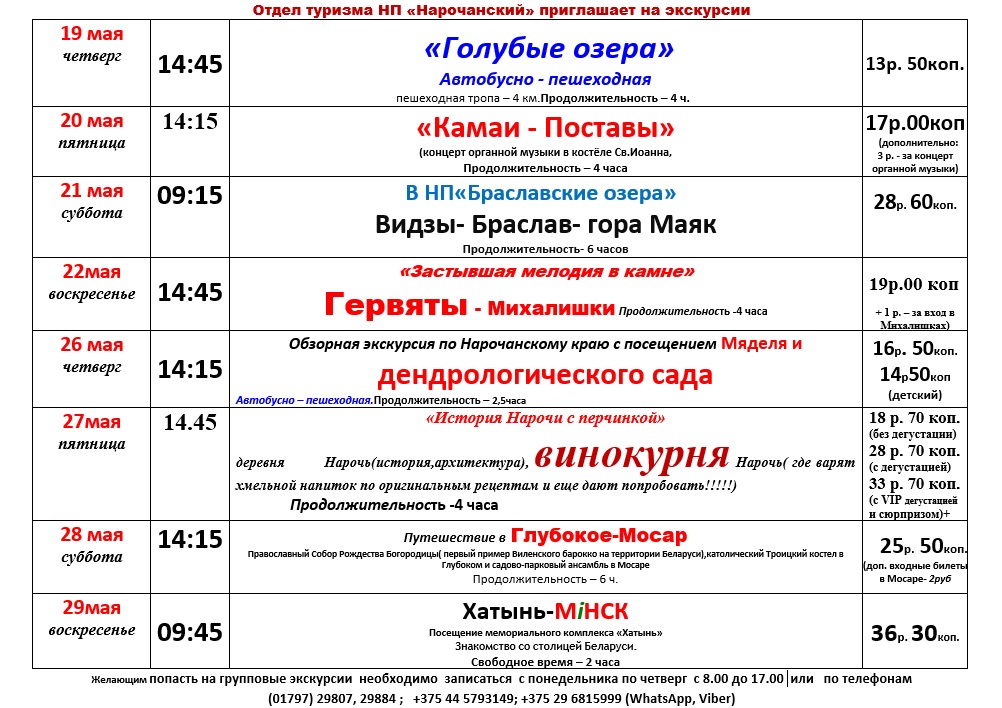 Отдел туризма НП «Нарочанский» приглашает на экскурсии
19 мая
четверг
14:45
«Голубые озера»
Автобусно - пешеходная
пешеходная тропа – 4 км.Продолжительность – 4 ч.
13р. 50коп.
20 мая
пятница
14:15
«Камаи - Поставы»
(концерт органной музыки в костёле Св.Иоанна,
Продолжительность – 4 часа
17р.00коп
(дополнительно:
3 р. - за концерт
органной музыки)
21 мая
суббота
09:15
В НП«Браславские озера»
Видзы- Браслав- гора Маяк
Продолжительность- 6 часов
28р. 60коп.
22мая
воскресенье
14:45
«Застывшая мелодия в камне»
Гервяты - Михалишки Продолжительность -4 часа
19р.00 коп
+ 1 р. – за вход в
Михалишках)
26 мая
четверг
14:15
Обзорная экскурсия по Нарочанскому краю с посещением Мяделя и
дендрологического сада
Автобусно – пешеходная.Продолжительность – 2,5часа
16р. 50коп.
14р50коп
(детский)
27мая
пятница
14.45
«История Нарочи с перчинкой»
деревня Нарочь(история,архитектура), винокурня Нарочь( где варят
хмельной напиток по оригинальным рецептам и еще дают попробовать!!!!!)
Продолжительность -4 часа
18 р. 70 коп.
(без дегустации)
28 р. 70 коп.
(с дегустацией)
33 р. 70 коп.
(с VIP дегустацией
и сюрпризом)+
28 мая
суббота
14:15
Путешествие в Глубокое-Мосар
Православный Собор Рождества Богородицы( первый пример Виленского барокко на территории Беларуси),католический Троицкий костел в
Глубоком и садово-парковый ансамбль в Мосаре
Продолжительность – 6 ч.
25р. 50коп.
(доп. входные билеты
в Мосаре- 2руб
29мая
воскресенье
09:45
Хатынь-МіНСК
Посещение мемориального комплекса «Хатынь»
Знакомство со столицей Беларуси.
Свободное время – 2 часа
36р. 30коп.
Желающим попасть на групповые экскурсии необходимо записаться с понедельника по четверг с 8.00 до 17.00 или по телефонам
(01797) 29807, 29884 ; +375 44 5793149; +375 29 6815999 (WhatsApp, Viber)